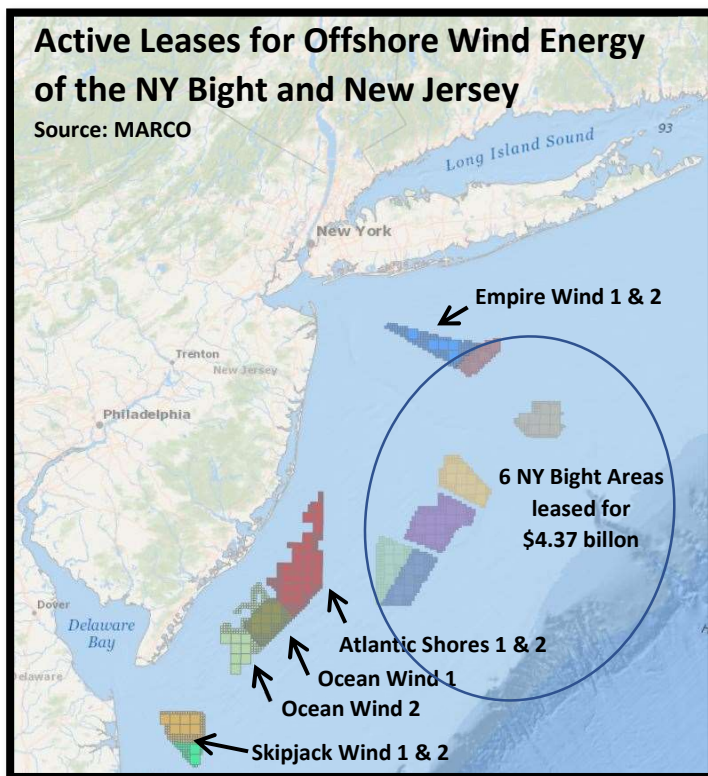 Active Leases for Offshore Wind Energy
of the NY Bight and New Jersey
Source: MARCO
93
Long Island Sound
New York
Empire Wind 1 & 2
Trenton
New Jersey
Philadelphia
6 NY Bight Areas
leased for
$4.37 billon
Dover
Delaware
Bay
Atlantic Shores 1 & 2
Ocean Wind 1
Delaware
Ocean Wind 2
Skipjack Wind 1 & 2